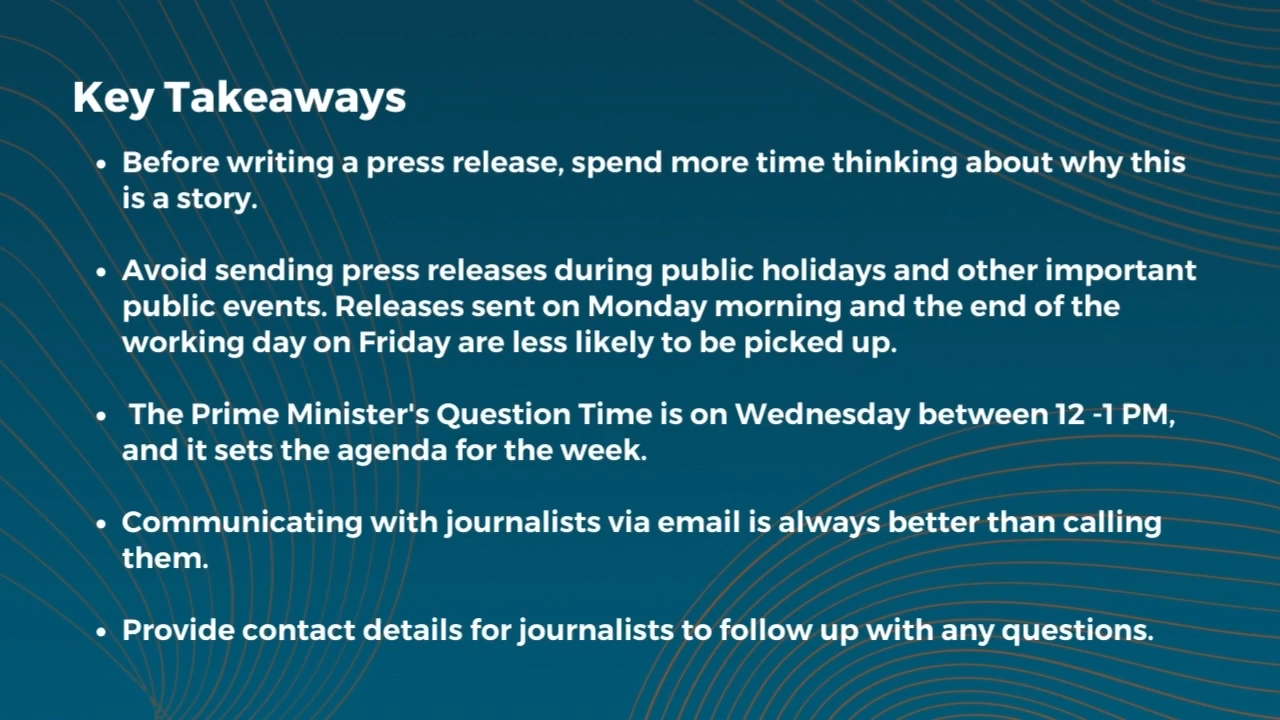 Key Takeaways
• Before writing a press release, spend more time thinking about why this
is a story.
• Avoid sending press releases during public holidays and other important
public events. Releases sent on Monday morning and the end of the
working day on Friday are less likely to be picked up.
• The Prime Minister's Question Time is on Wednesday between 12 -1 PM,
and it sets the agenda for the week.
• Communicating with journalists via email is always better than calling
them.
• Provide contact details for journalists to follow up with any questions.